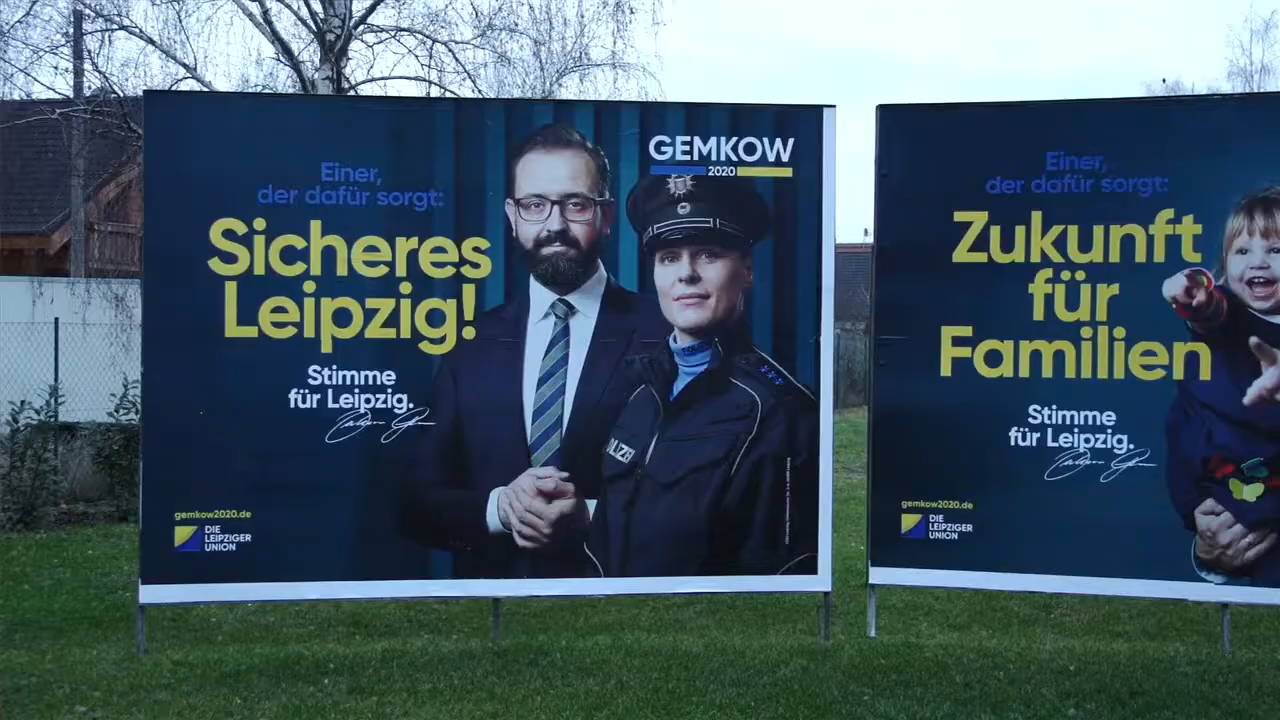 GEMKOW
2020
Einer,
der dafür sorgt:
Sicheres
Leipzig!
Stimme
für Leipzig.
gemkow2020.de
DIE
LEIPZIGER
UNION
Einer,
der dafür sorgt:
Zukunft
für
Familien
Stimme
für Leipzig.
gemkow2020.de
DIE
LEIPZIGER
UNION